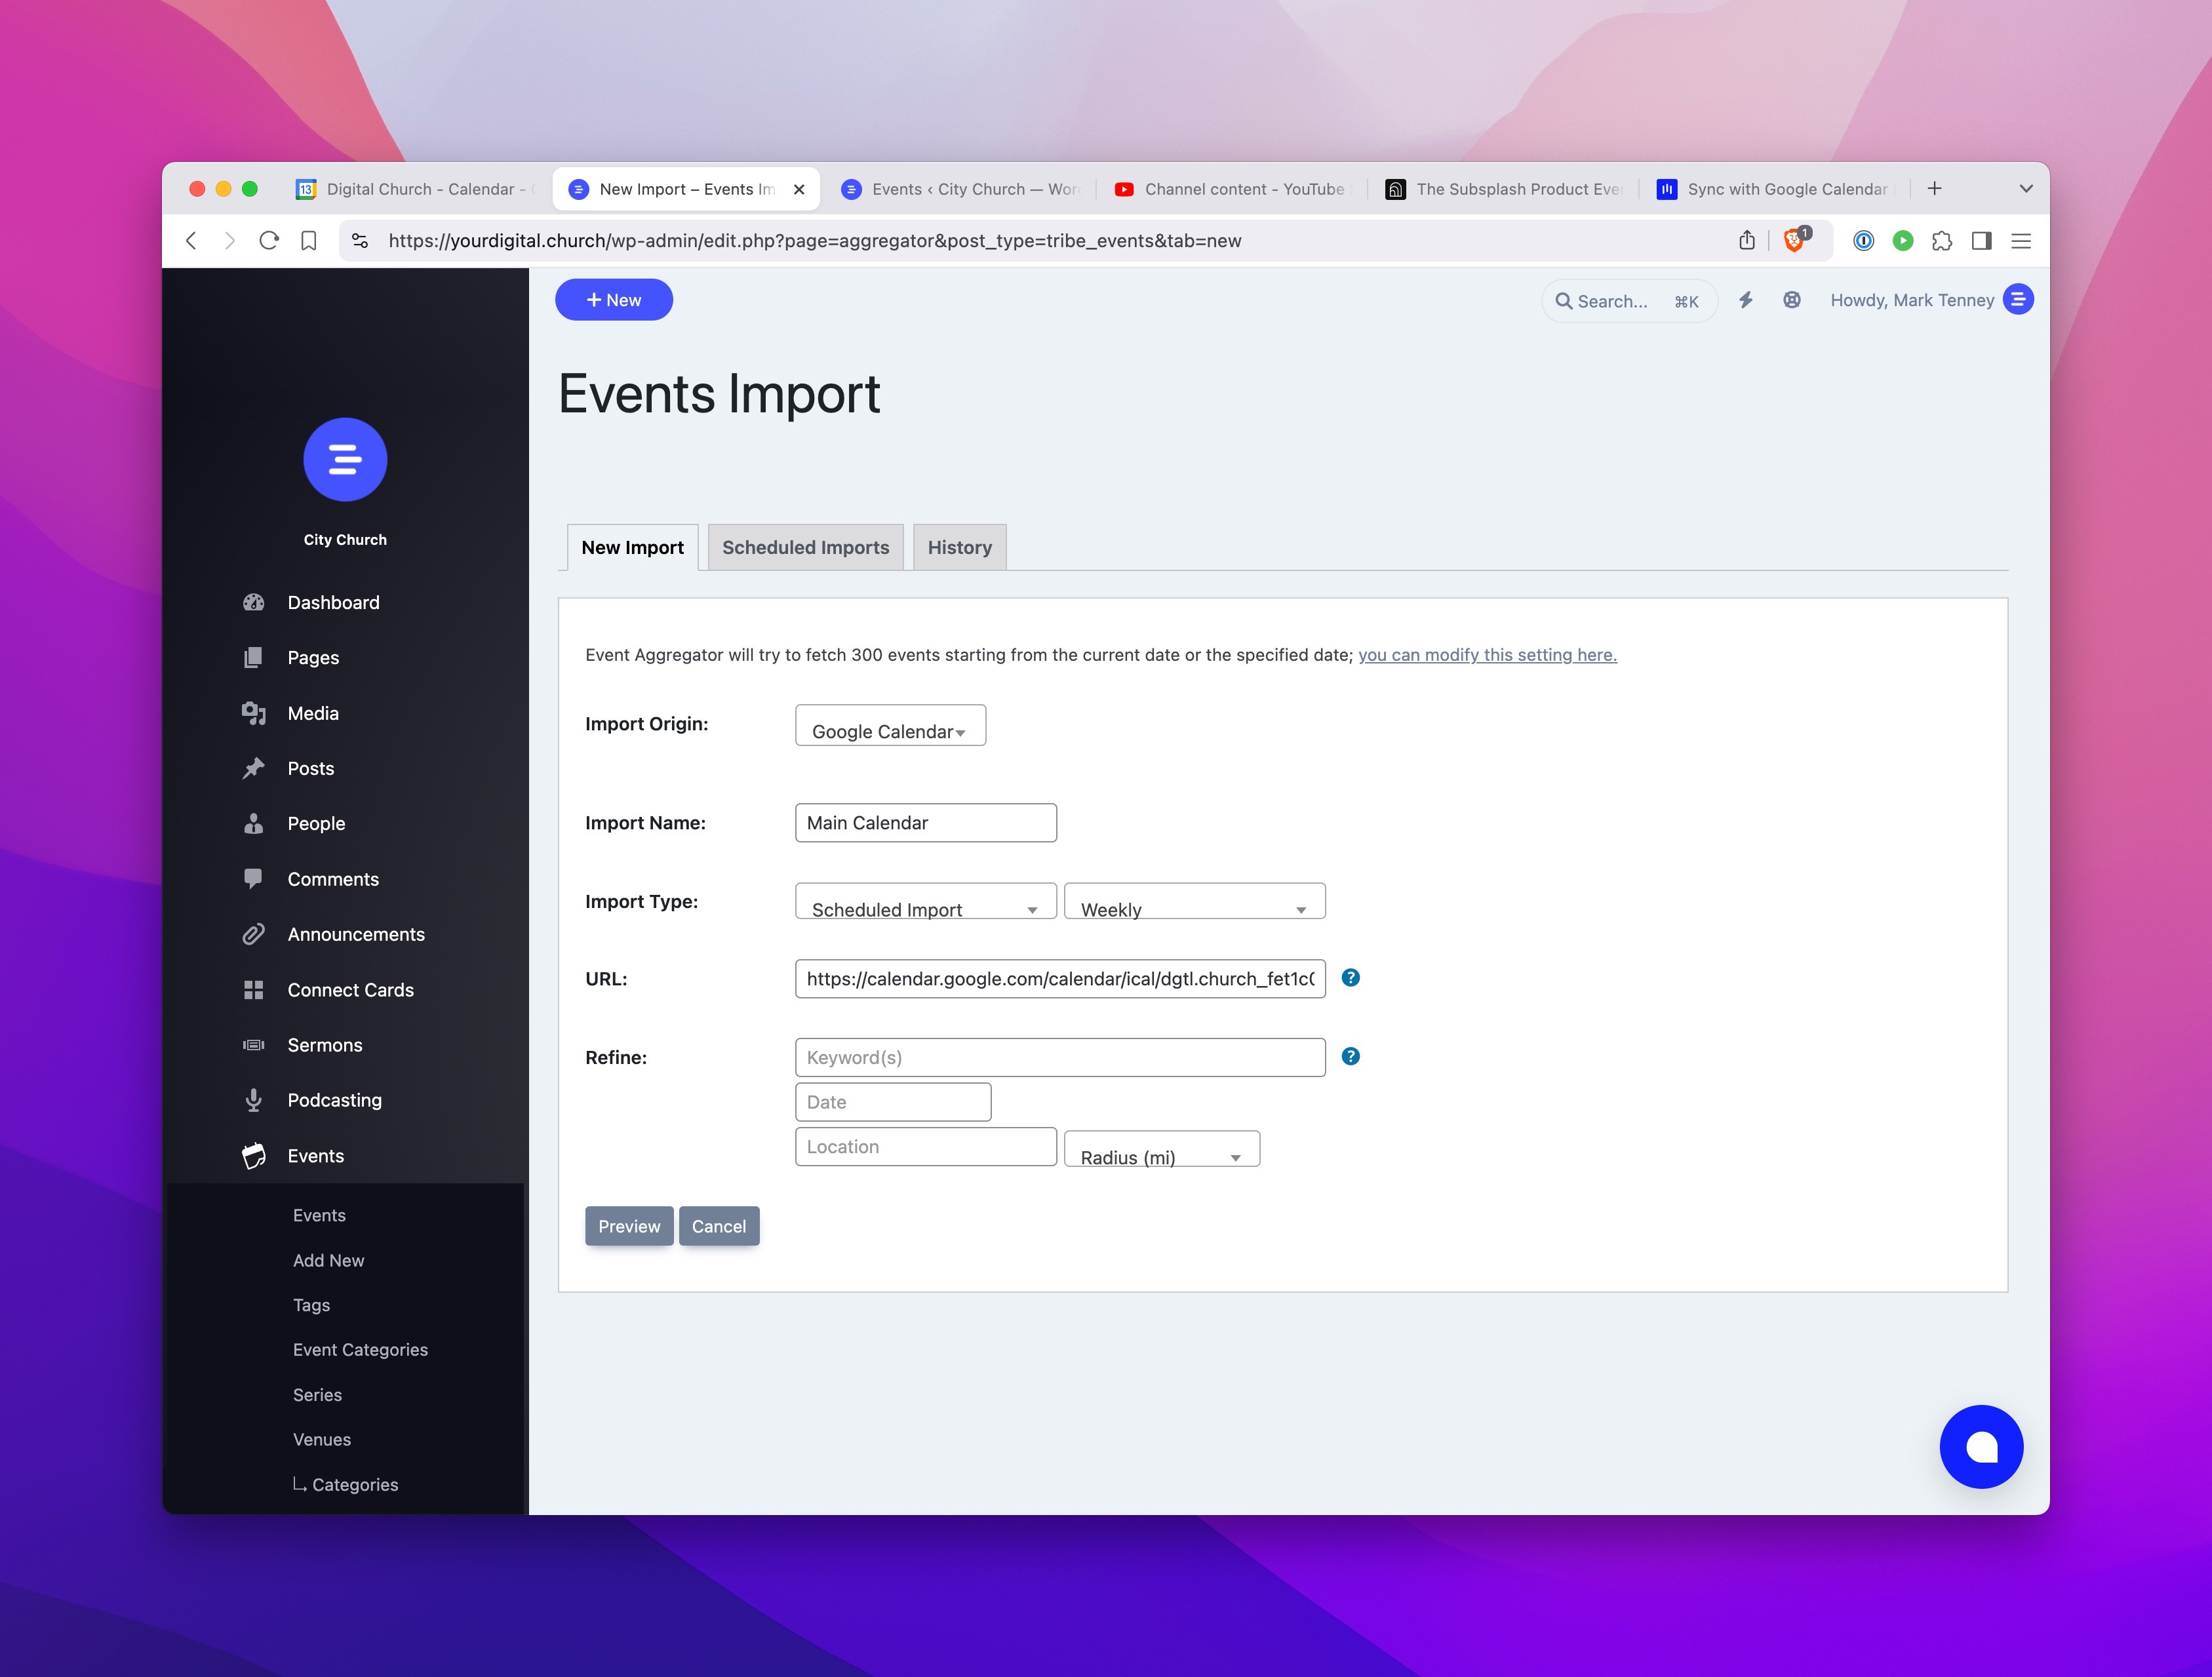 13 Digital Church - Calendar -
New Import – Events Im
Events ‹ City Church — Wor
Channel content - YouTube
The Subsplash Product Eve
Sync with Google Calendar
https://yourdigital.church/wp-admin/edit.php?page=aggregator&post_type=tribe_events&tab=new
1
+ New
Search... ⌘K
Howdy, Mark Tenney
City Church
Dashboard
Pages
Media
Posts
People
Comments
Announcements
Connect Cards
Sermons
Podcasting
Events
Events
Add New
Tags
Event Categories
Series
Venues
Categories
Events Import
New Import
Scheduled Imports
History
Event Aggregator will try to fetch 300 events starting from the current date or the specified date; you can modify this setting here.
Import Origin: Google Calendar
Import Name: Main Calendar
Import Type: Scheduled Import Weekly
URL: https://calendar.google.com/calendar/ical/dgtl.church_fet1c ?
Refine: Keyword(s) ?
Date
Location Radius (mi)
Preview Cancel